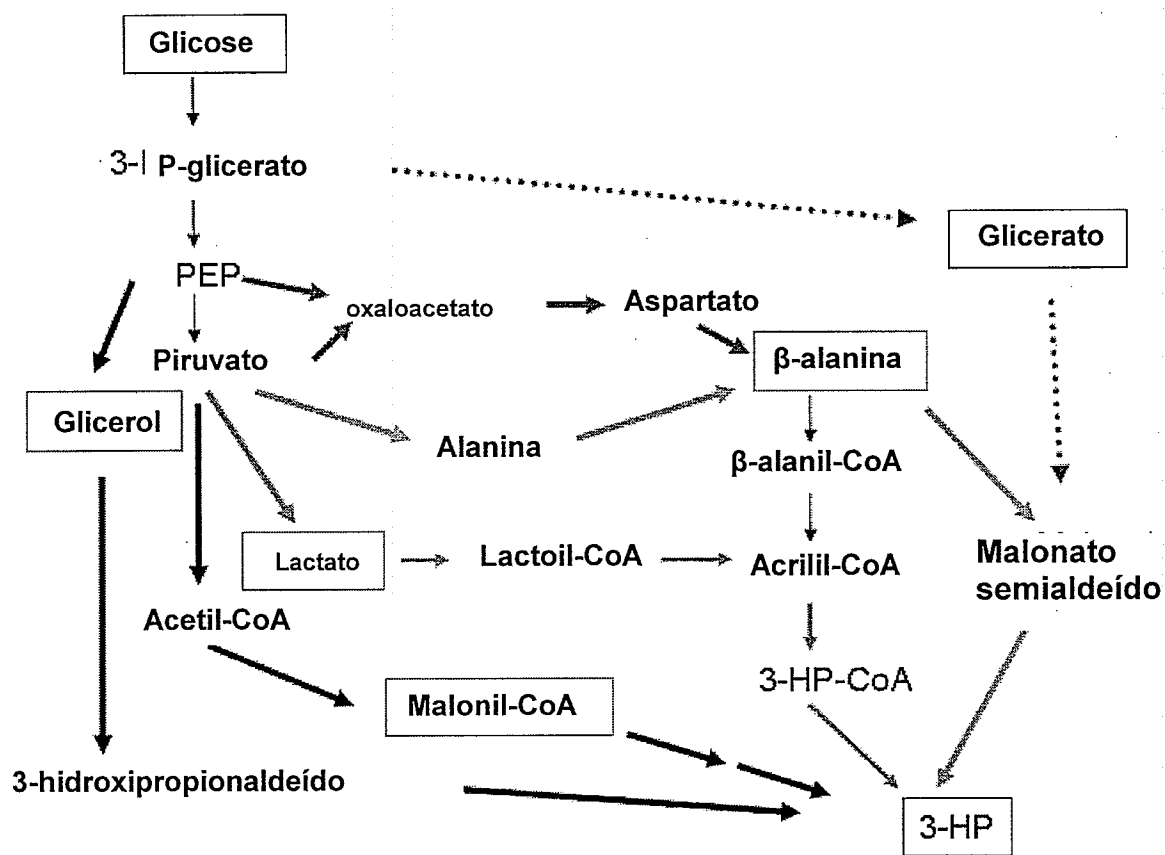 Glicose
3-l P-glicerato
Glicerato
PEP
oxaloacetato
Aspartato
Piruvato
β-alanina
Glicerol
Alanina
β-alanil-CoA
Lactato
Lactoil-CoA
Acrilil-CoA
Malonato
semialdeído
Acetil-CoA
3-HP-CoA
Malonil-CoA
3-hidroxipropionaldeído
3-HP